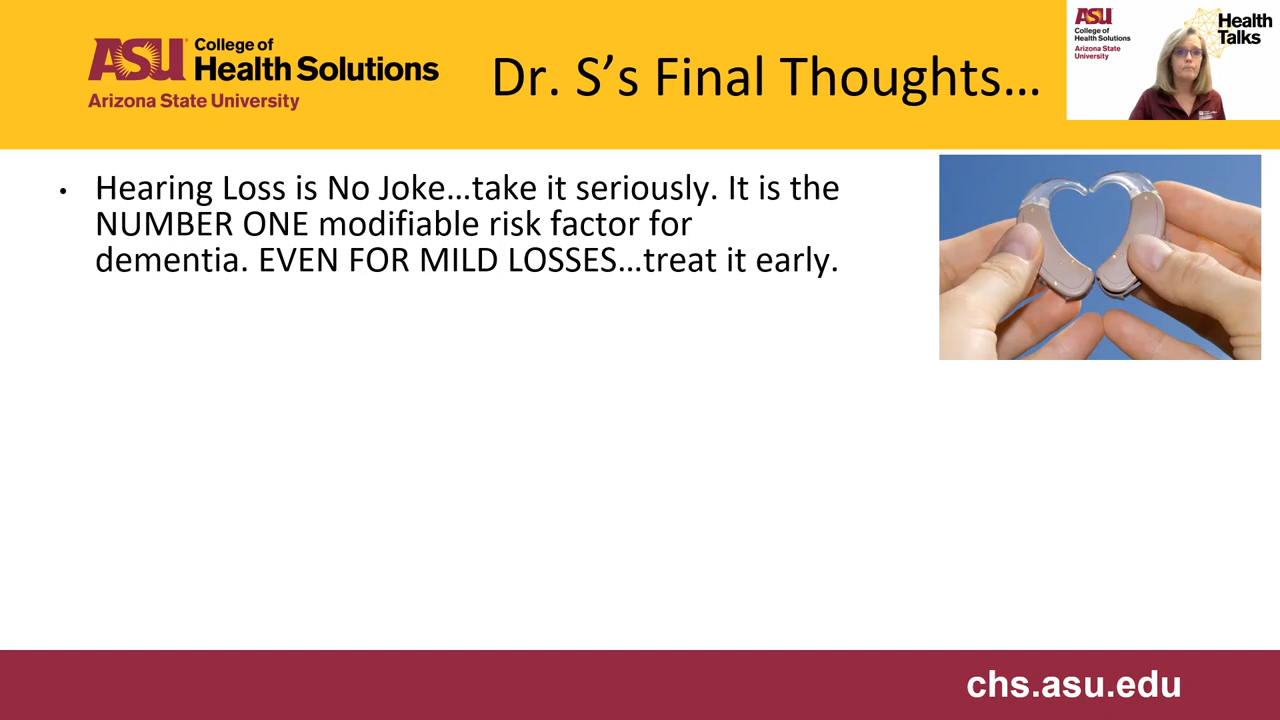 ASU
College of
Health Solutions
Arizona State University
Dr. S’s Final Thoughts…
ASU
College of
Health Solutions
Arizona State
University
Health
Talks
• Hearing Loss is No Joke…take it seriously. It is the
NUMBER ONE modifiable risk factor for
dementia. EVEN FOR MILD LOSSES…treat it early.
chs.asu.edu